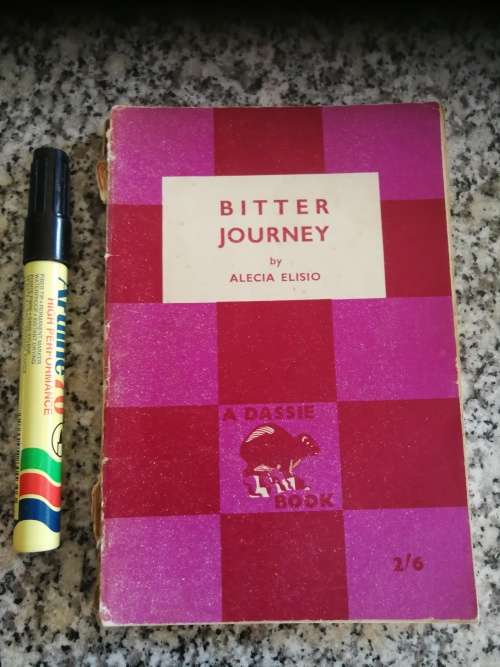 BITTER
JOURNEY
by
ALECIA ELISIO
A DASSIE
BOOK
2/6
Artline 70
HIGH PERFORMANCE